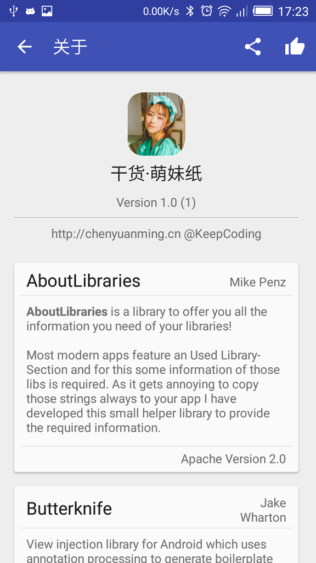 0.00K/s 17:23
关于
干货·萌妹纸
Version 1.0 (1)
http://chenyuanming.cn @KeepCoding
AboutLibraries Mike Penz
AboutLibraries is a library to offer you all the
information you need of your libraries!
Most modern apps feature an Used Library-
Section and for this some information of those
libs is required. As it gets annoying to copy
those strings always to your app I have
developed this small helper library to provide
the required information.
Apache Version 2.0
Butterknife Jake
Wharton
View injection library for Android which uses
annotation processing to generate boilerplate